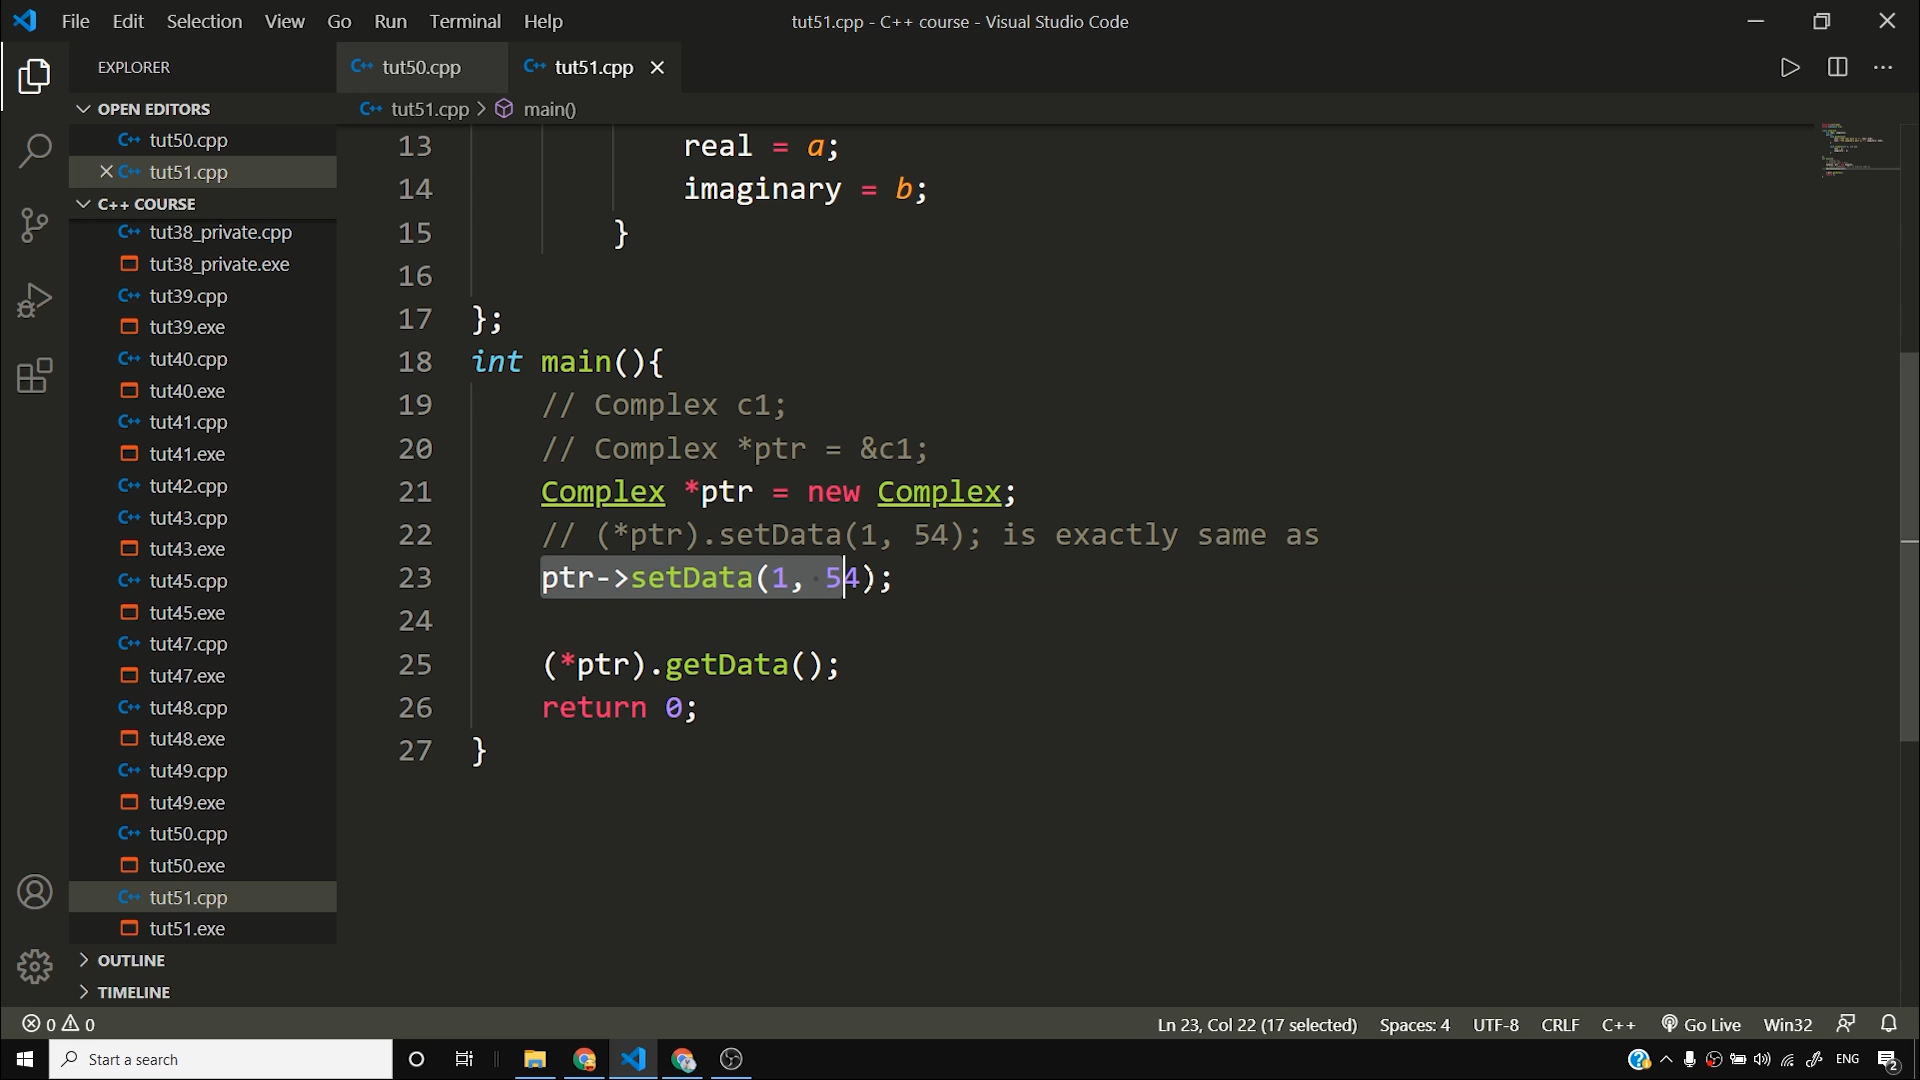 File Edit Selection View Go Run Terminal Help
tut51.cpp - C++ course - Visual Studio Code
EXPLORER
OPEN EDITORS
C++ tut50.cpp
C++ tut51.cpp
C++ COURSE
C++ tut38_private.cpp
tut38_private.exe
C++ tut39.cpp
tut39.exe
C++ tut40.cpp
tut40.exe
C++ tut41.cpp
tut41.exe
C++ tut42.cpp
C++ tut43.cpp
tut43.exe
C++ tut45.cpp
tut45.exe
C++ tut47.cpp
tut47.exe
C++ tut48.cpp
tut48.exe
C++ tut49.cpp
tut49.exe
C++ tut50.cpp
tut50.exe
C++ tut51.cpp
tut51.exe
OUTLINE
TIMELINE
C++ tut50.cpp
C++ tut51.cpp
C++ tut51.cpp > main()
13 real = a;
14 imaginary = b;
15 }
16
17 };
18 int main(){
19 // Complex c1;
20 // Complex *ptr = &c1;
21 Complex *ptr = new Complex;
22 // (*ptr).setData(1, 54); is exactly same as
23 ptr->setData(1, 54);
24
25 (*ptr).getData();
26 return 0;
27 }
0 0
Ln 23, Col 22 (17 selected) Spaces: 4 UTF-8 CRLF C++ Go Live Win32
Start a search
ENG
2